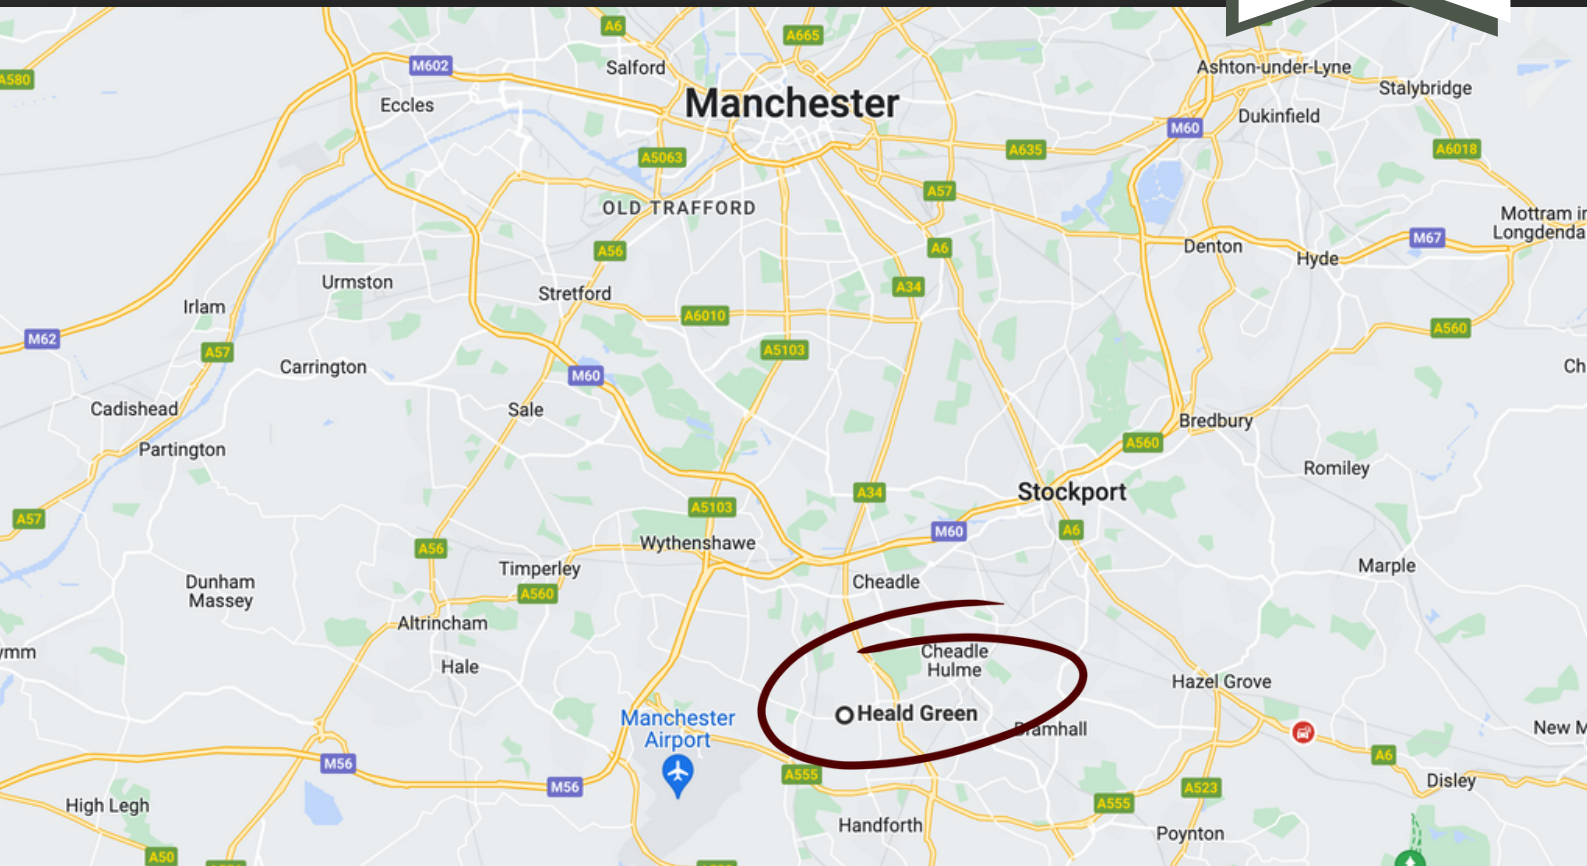 A6
A665
M602
Salford
Ashton-under-Lyne
A580
Stalybridge
Eccles
Manchester
Dukinfield
M60
A635
A6018
A5063
A57
OLD TRAFFORD
Mottram in
Longdenda
M67
A56
A6
Denton
Hyde
Urmston
Stretford
A34
Irlam
A6010
A560
M62
A57
A5103
Carrington
Ch
M60
Cadishead
Sale
Bredbury
A560
Partington
Romiley
Stockport
A34
A5103
A57
M60
A6
A56
Wythenshawe
Timperley
Marple
Dunham
Massey
Cheadle
A560
Altrincham
ymm
Cheadle
Hulme
Hale
Hazel Grove
Manchester
Airport
Heald Green
Bramhall
New M
A6
M56
A555
Disley
M56
A523
High Legh
A555
Handforth
Poynton
A50